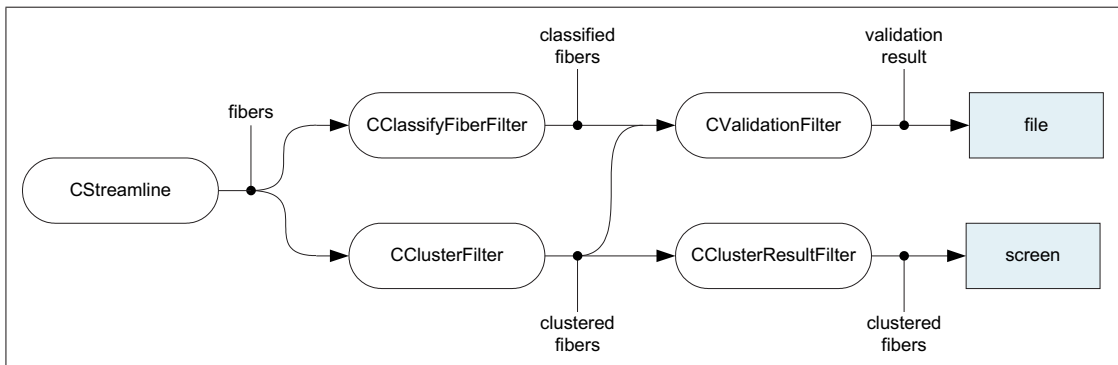 classified
fibers
validation
result
fibers
CClassifyFiberFilter
CValidationFilter
file
CStreamline
CClusterFilter
CClusterResultFilter
screen
clustered
fibers
clustered
fibers